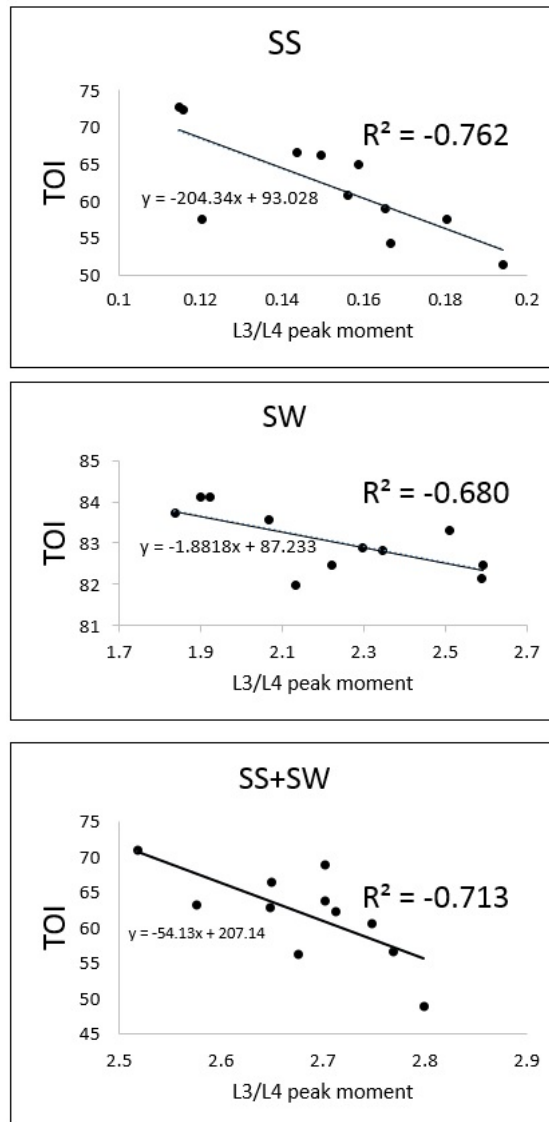 SS
75
70
65
60
55
50
TOI
R² = -0.762
y = -204.34x + 93.028
0.1 0.12 0.14 0.16 0.18 0.2
L3/L4 peak moment
SW
85
84
83
82
81
TOI
R² = -0.680
y = -1.8818x + 87.233
1.7 1.9 2.1 2.3 2.5 2.7
L3/L4 peak moment
SS+SW
75
70
65
60
55
50
45
TOI
R² = -0.713
y = -54.13x + 207.14
2.5 2.6 2.7 2.8 2.9
L3/L4 peak moment